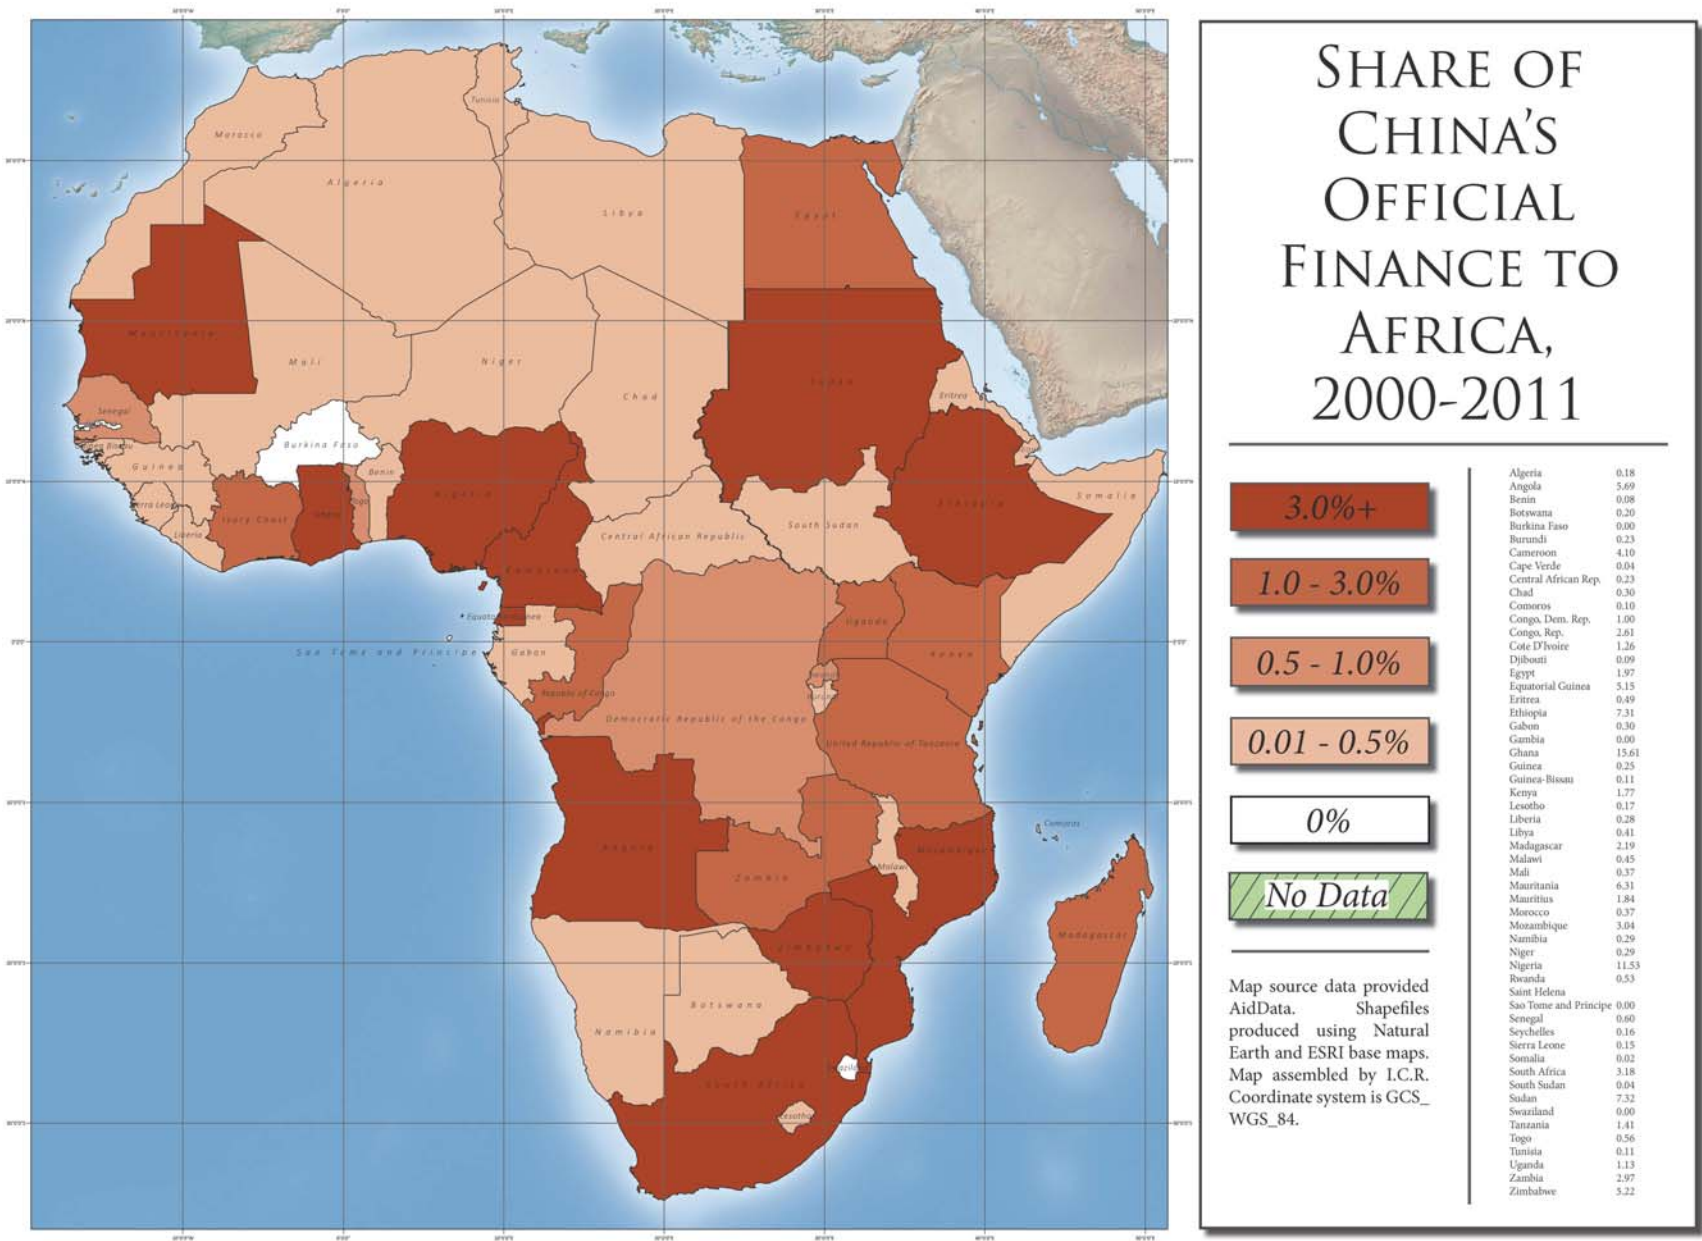 SHARE OF
CHINA'S
OFFICIAL
FINANCE TO
AFRICA,
2000-2011
3.0%+
1.0 - 3.0%
0.5 - 1.0%
0.01 - 0.5%
0%
No Data
Map source data provided
AidData. Shapefiles
produced using Natural
Earth and ESRI base maps.
Map assembled by I.C.R.
Coordinate system is GCS_
WGS_84.
Algeria 0.18
Angola 5.69
Benin 0.08
Botswana 0.20
Burkina Faso 0.00
Burundi 0.23
Cameroon 4.10
Cape Verde 0.04
Central African Rep. 0.23
Chad 0.30
Comoros 0.10
Congo, Dem. Rep. 1.00
Congo, Rep. 2.61
Cote D'Ivoire 1.26
Djibouti 0.09
Egypt 1.97
Equatorial Guinea 5.15
Eritrea 0.49
Ethiopia 7.31
Gabon 0.30
Gambia 0.00
Ghana 15.61
Guinea 0.25
Guinea-Bissau 0.11
Kenya 1.77
Lesotho 0.17
Liberia 0.28
Libya 0.41
Madagascar 2.19
Malawi 0.45
Mali 0.37
Mauritania 6.31
Mauritius 1.84
Morocco 0.37
Mozambique 3.04
Namibia 0.29
Niger 0.29
Nigeria 11.53
Rwanda 0.53
Saint Helena
Sao Tome and Principe 0.00
Senegal 0.60
Seychelles 0.16
Sierra Leone 0.15
Somalia 0.02
South Africa 3.18
South Sudan 0.04
Sudan 7.32
Swaziland 0.00
Tanzania 1.41
Togo 0.56
Tunisia 0.11
Uganda 1.13
Zambia 2.97
Zimbabwe 5.22
Tunisia
Morocco
Algeria
Libya
Egypt
Mauritania
Mali
Niger
Chad
Sudan
Eritrea
Senegal
Burkina Faso
Guinea
Benin
Togo
Nigeria
Ethiopia
Somalia
Ivory Coast
Ghana
Liberia
Central African Republic
South Sudan
Cameroon
Uganda
Kenya
Sao Tome and Principe
Gabon
Republic of Congo
Democratic Republic of the Congo
United Republic of Tanzania
Comoros
Angola
Zambia
Malawi
Mozambique
Zimbabwe
Madagascar
Botswana
Namibia
South Africa
Lesotho